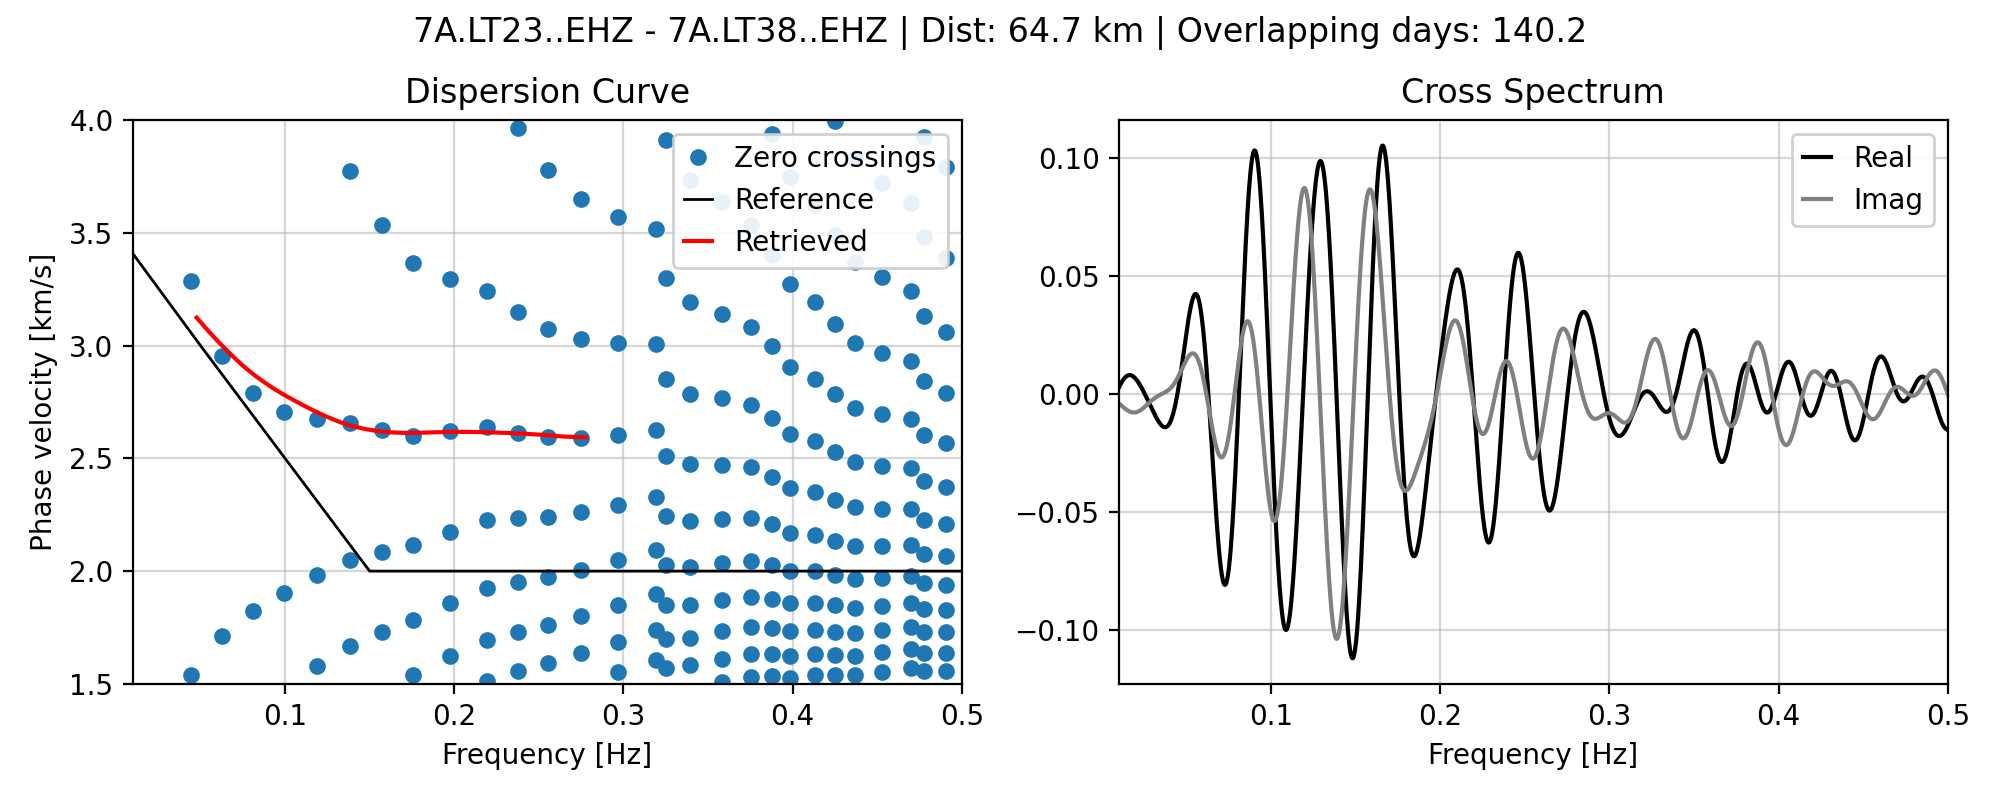 7A.LT23..EHZ - 7A.LT38..EHZ | Dist: 64.7 km | Overlapping days: 140.2
Dispersion Curve
4.0
3.5
3.0
2.5
2.0
1.5
Phase velocity [km/s]
Zero crossings
Reference
Retrieved
0.1
0.2
0.3
0.4
0.5
Frequency [Hz]
Cross Spectrum
0.10
0.05
0.00
−0.05
−0.10
Real
Imag
0.1
0.2
0.3
0.4
0.5
Frequency [Hz]